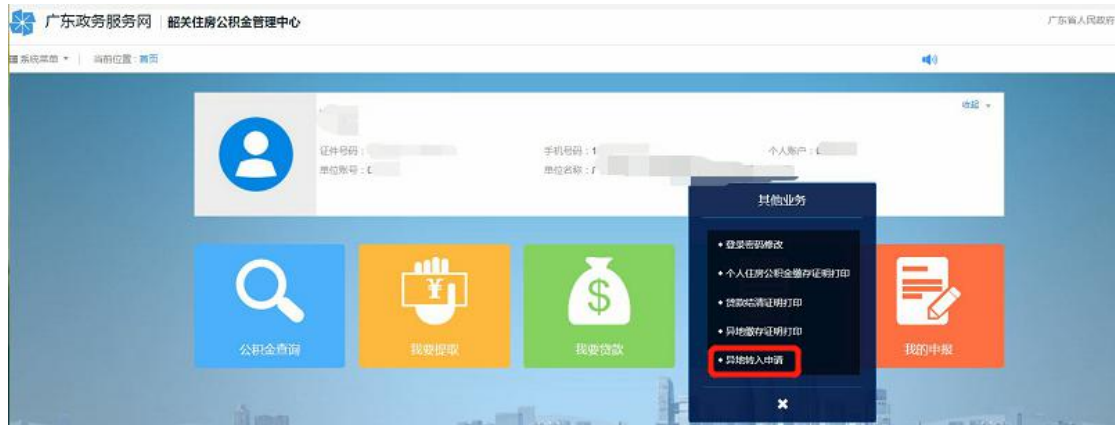 广东政务服务网 韶关住房公积金管理中心
广东省人民政府
系统菜单 当前位置：首页
收起
证件号码： 手机号码：1 个人账户：
单位账号： 单位名称：
其他业务
登录密码修改
个人住房公积金缴存证明打印
贷款结清证明打印
异地缴存证明打印
异地转入申请
公积金查询
我要提取
我要贷款
我的申报